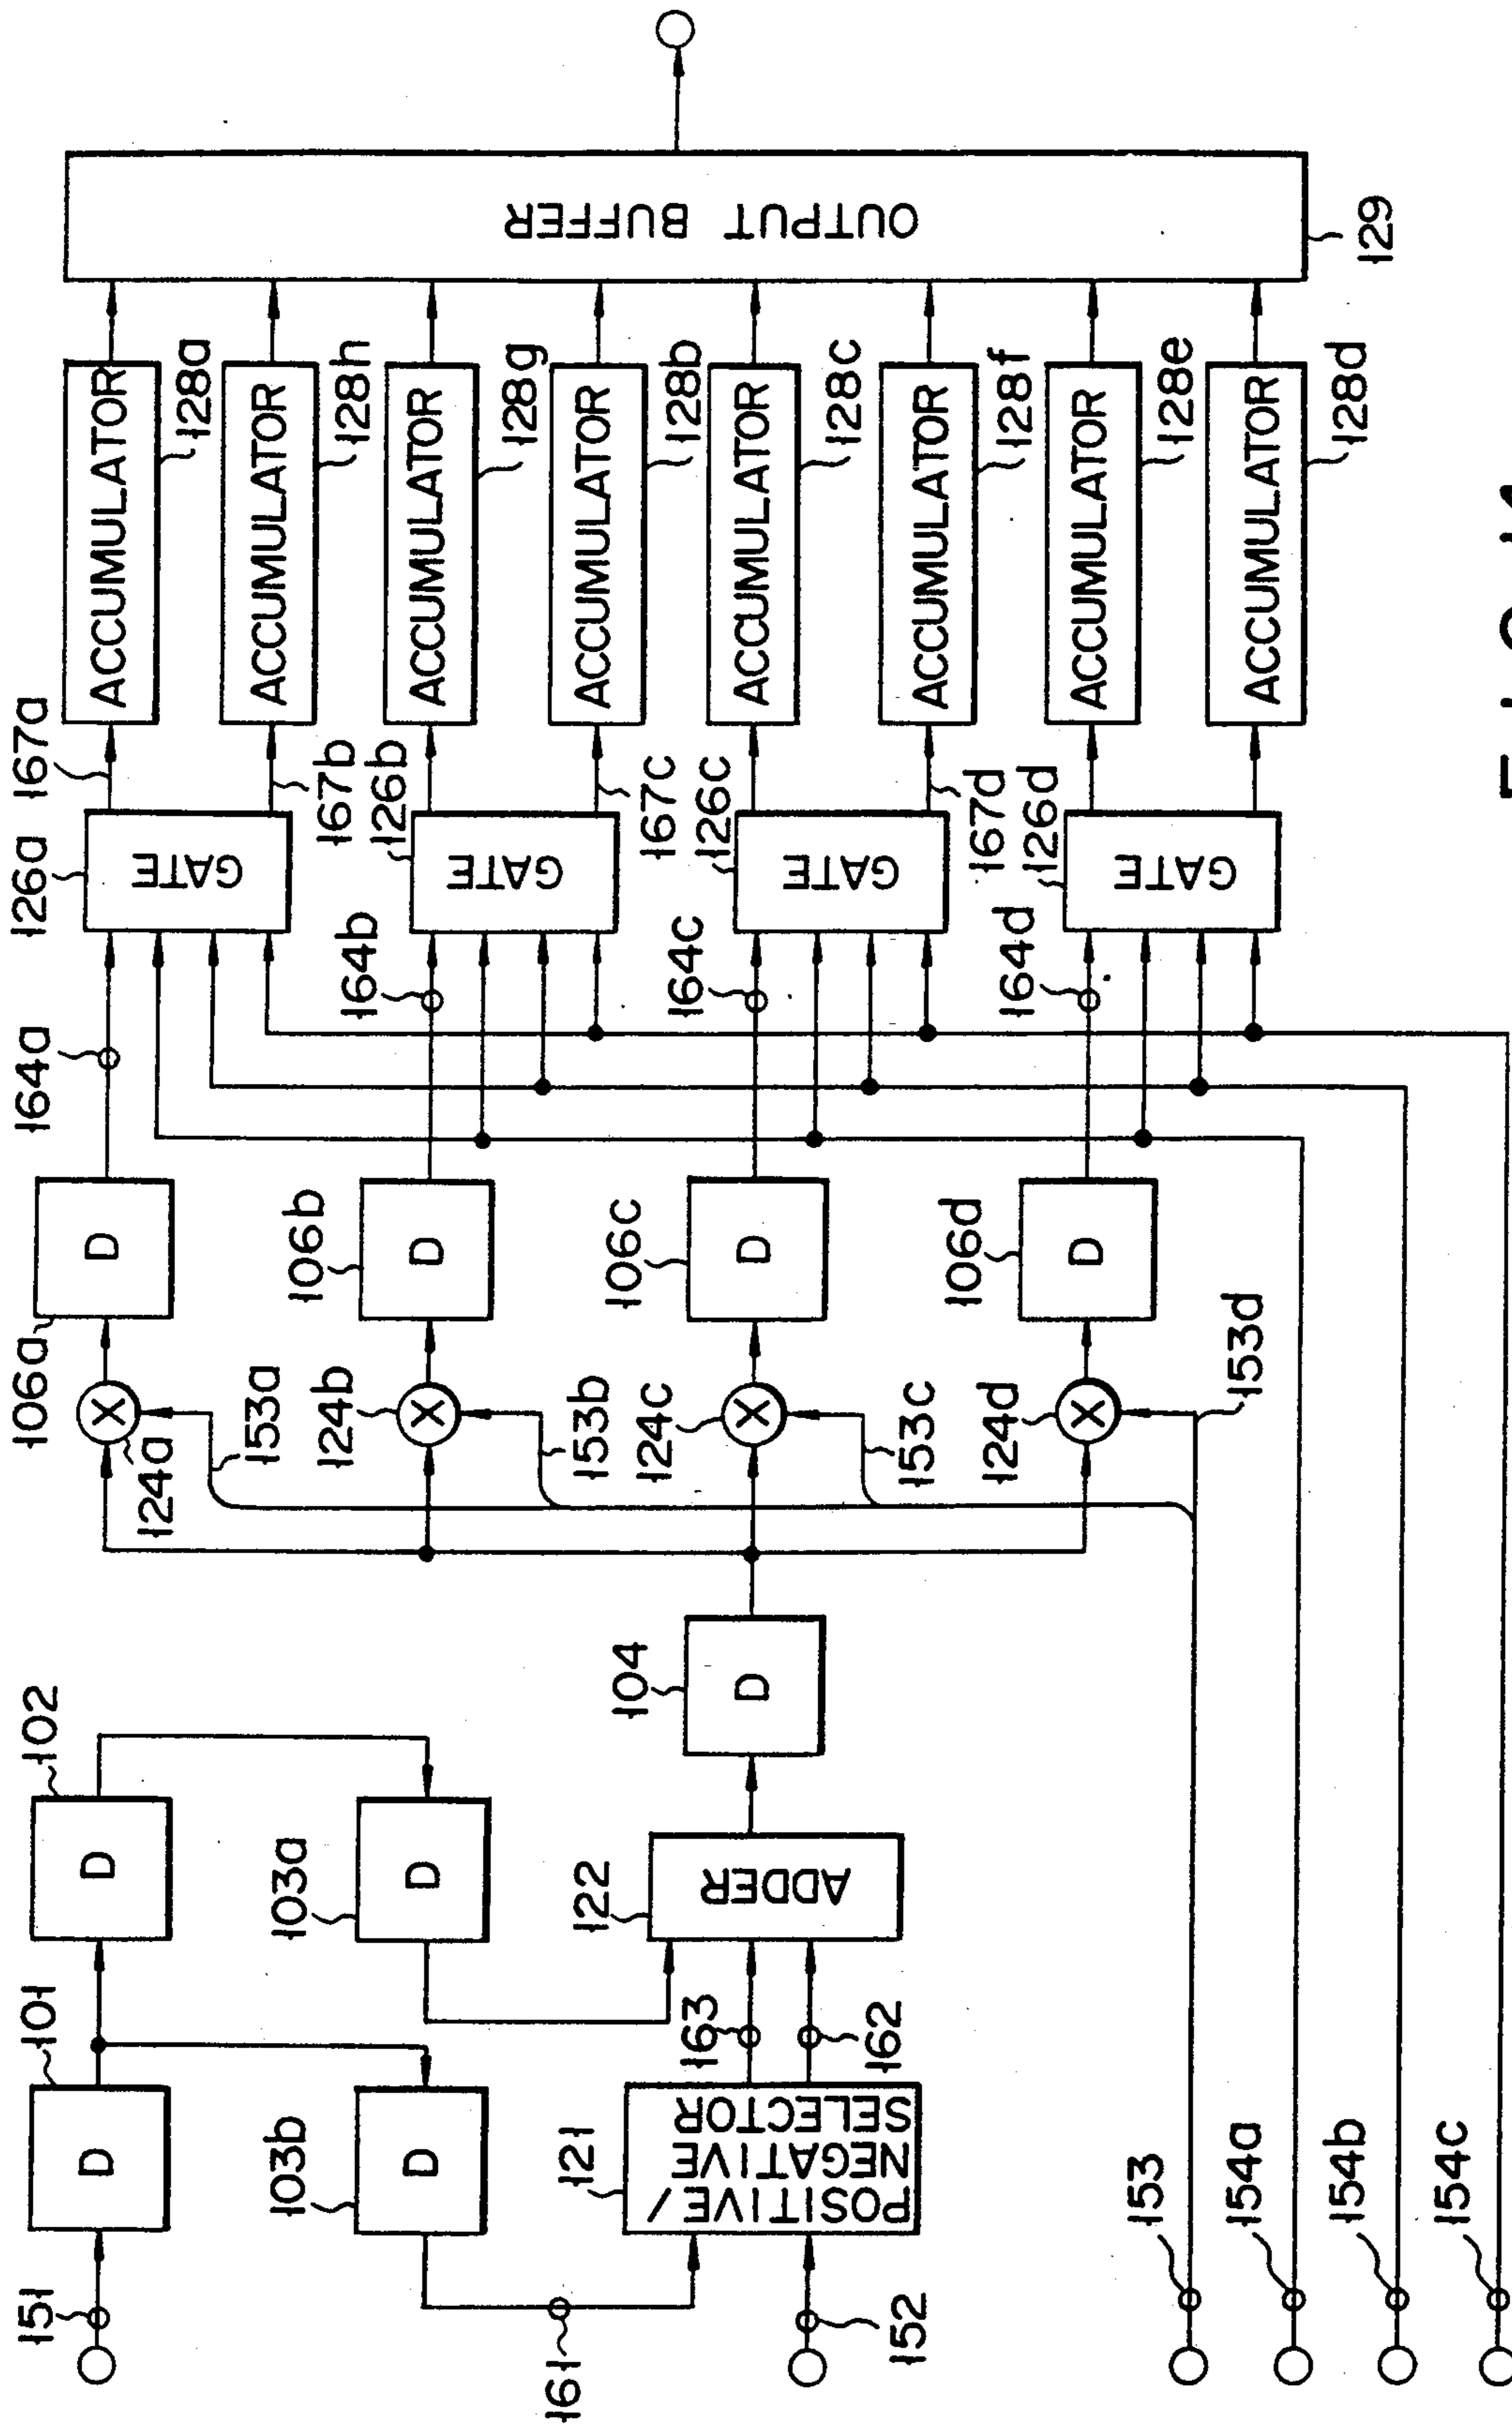 151
101
D
102
D
103b
D
103a
D
161
152
121
POSITIVE/
NEGATIVE
SELECTOR
163
162
122
ADDER
104
D
153
154a
154b
154c
124a
153a
124b
153b
124c
153c
124d
153d
106a
D
106b
D
106c
D
106d
D
164a
164b
164c
164d
126a
GATE
126b
GATE
126c
GATE
126d
GATE
167a
167b
167c
167d
ACCUMULATOR
128a
ACCUMULATOR
128h
ACCUMULATOR
128g
ACCUMULATOR
128b
ACCUMULATOR
128c
ACCUMULATOR
128f
ACCUMULATOR
128e
ACCUMULATOR
128d
OUTPUT BUFFER
129